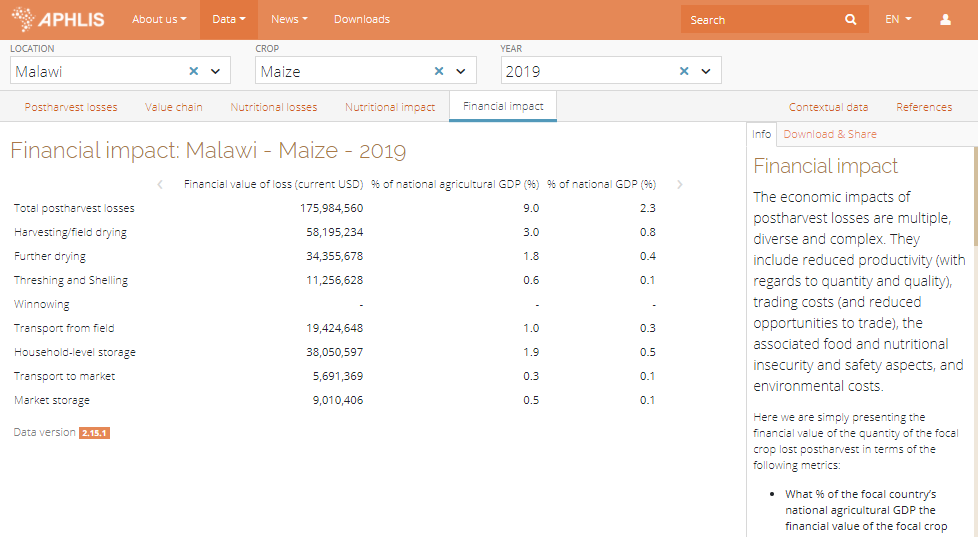 APHLIS About us Data News Downloads Search EN
LOCATION CROP YEAR
Malawi Maize 2019
Postharvest losses Value chain Nutritional losses Nutritional impact Financial impact Contextual data References
Info Download & Share
Financial impact: Malawi - Maize - 2019
Financial value of loss (current USD) % of national agricultural GDP (%) % of national GDP (%)
Total postharvest losses 175,984,560 9.0 2.3
Harvesting/field drying 58,195,234 3.0 0.8
Further drying 34,355,678 1.8 0.4
Threshing and Shelling 11,256,628 0.6 0.1
Winnowing - - -
Transport from field 19,424,648 1.0 0.3
Household-level storage 38,050,597 1.9 0.5
Transport to market 5,691,369 0.3 0.1
Market storage 9,010,406 0.5 0.1
Data version 2.15.1
Financial impact
The economic impacts of
postharvest losses are multiple,
diverse and complex. They
include reduced productivity (with
regards to quantity and quality),
trading costs (and reduced
opportunities to trade), the
associated food and nutritional
insecurity and safety aspects, and
environmental costs.
Here we are simply presenting the
financial value of the quantity of the focal
crop lost postharvest in terms of the
following metrics:
• What % of the focal country's
national agricultural GDP the
financial value of the focal crop